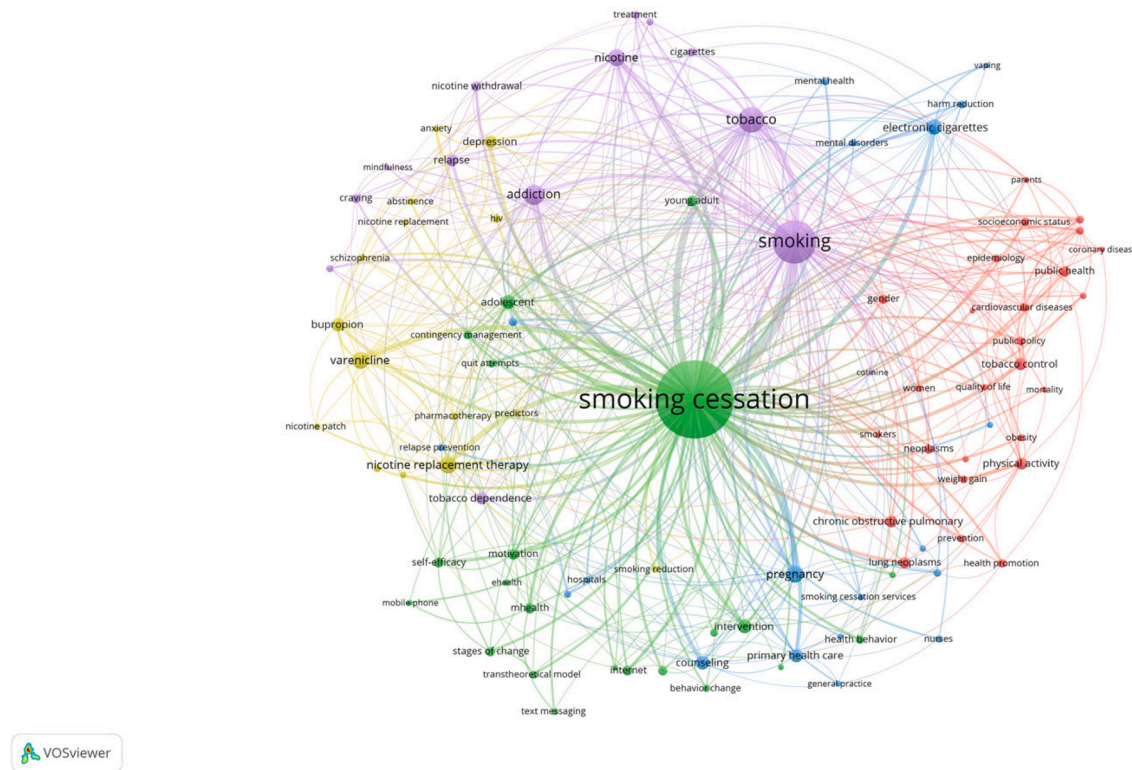 treatment
nicotine
cigarettes
vaping
mental health
nicotine withdrawal
harm reduction
tobacco
electronic cigarettes
anxiety
depression
mental disorders
relapse
mindfulness
parents
craving
abstinence
addiction
young adult
nicotine replacement
hiv
socioeconomic status
smoking
coronary diseas
schizophrenia
epidemiology
public health
adolescent
gender
cardiovascular diseases
bupropion
contingency management
public policy
varenicline
quit attempts
tobacco control
cotinine
women
quality of life
mortality
smoking cessation
pharmacotherapy
predictors
nicotine patch
smokers
obesity
relapse prevention
neoplasms
nicotine replacement therapy
physical activity
weight gain
tobacco dependence
chronic obstructive pulmonary
prevention
motivation
self-efficacy
lung neoplasms
health promotion
smoking reduction
pregnancy
ehealth
hospitals
mobile phone
mhealth
smoking cessation services
intervention
health behavior
nurses
stages of change
counseling
primary health care
transtheoretical model
internet
general practice
behavior change
text messaging
VOSviewer